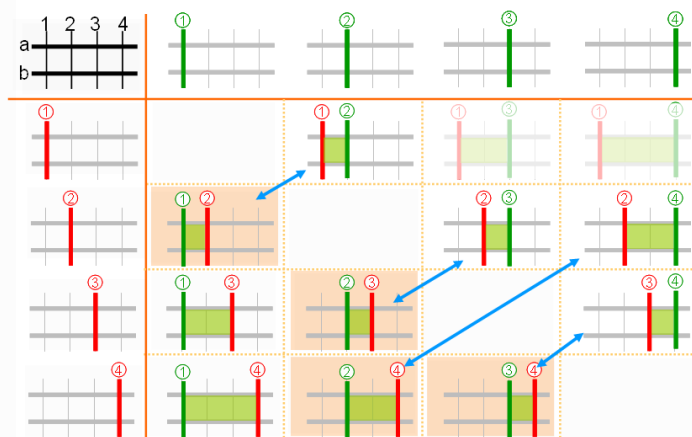 1 2 3 4
a
b
① ② ③ ④
① ① ② ① ③ ① ④
② ① ② ② ③ ② ④
③ ① ③ ② ③ ③ ④
④ ① ④ ② ④ ③ ④